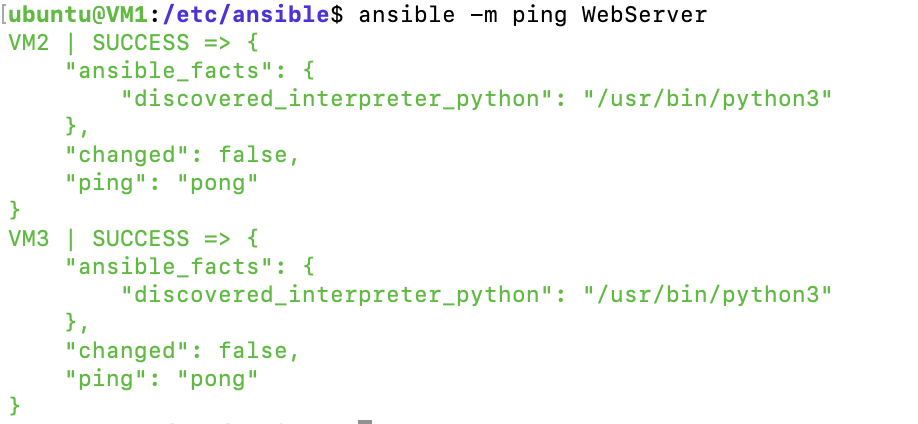 [ubuntu@VM1:/etc/ansible$ ansible -m ping WebServer
VM2 | SUCCESS => {
    "ansible_facts": {
        "discovered_interpreter_python": "/usr/bin/python3"
    },
    "changed": false,
    "ping": "pong"
}
VM3 | SUCCESS => {
    "ansible_facts": {
        "discovered_interpreter_python": "/usr/bin/python3"
    },
    "changed": false,
    "ping": "pong"
}